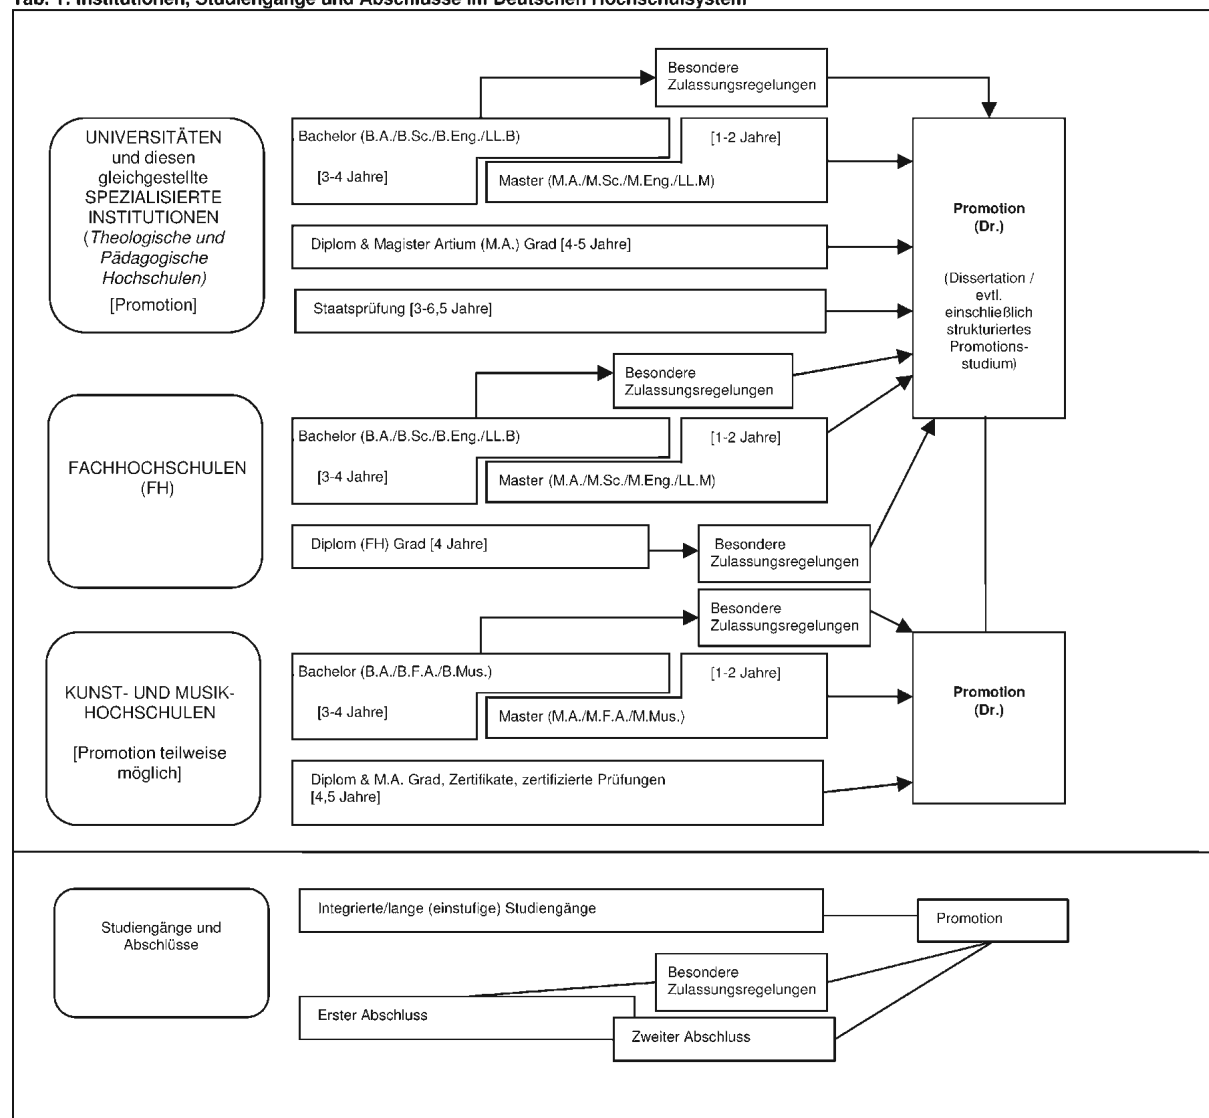 Tab. 1: Institutionen, Studiengänge und Abschlüsse im Deutschen Hochschulsystem
Besondere
Zulassungsregelungen
UNIVERSITÄTEN
und diesen
gleichgestellte
SPEZIALISIERTE
INSTITUTIONEN
(Theologische und
Pädagogische
Hochschulen)
[Promotion]
Bachelor (B.A./B.Sc./B.Eng./LL.B)
[3-4 Jahre]
[1-2 Jahre]
Master (M.A./M.Sc./M.Eng./LL.M)
Diplom & Magister Artium (M.A.) Grad [4-5 Jahre]
Staatsprüfung [3-6,5 Jahre]
Promotion
(Dr.)
(Dissertation /
evtl.
einschließlich
strukturiertes
Promotions-
studium)
Besondere
Zulassungsregelungen
FACHHOCHSCHULEN
(FH)
Bachelor (B.A./B.Sc./B.Eng./LL.B)
[3-4 Jahre]
[1-2 Jahre]
Master (M.A./M.Sc./M.Eng./LL.M)
Diplom (FH) Grad [4 Jahre]
Besondere
Zulassungsregelungen
Besondere
Zulassungsregelungen
KUNST- UND MUSIK-
HOCHSCHULEN
[Promotion teilweise
möglich]
Bachelor (B.A./B.F.A./B.Mus.)
[3-4 Jahre]
[1-2 Jahre]
Master (M.A./M.F.A./M.Mus.)
Diplom & M.A. Grad, Zertifikate, zertifizierte Prüfungen
[4,5 Jahre]
Promotion
(Dr.)
Studiengänge und
Abschlüsse
Integrierte/lange (einstufige) Studiengänge
Promotion
Besondere
Zulassungsregelungen
Erster Abschluss
Zweiter Abschluss